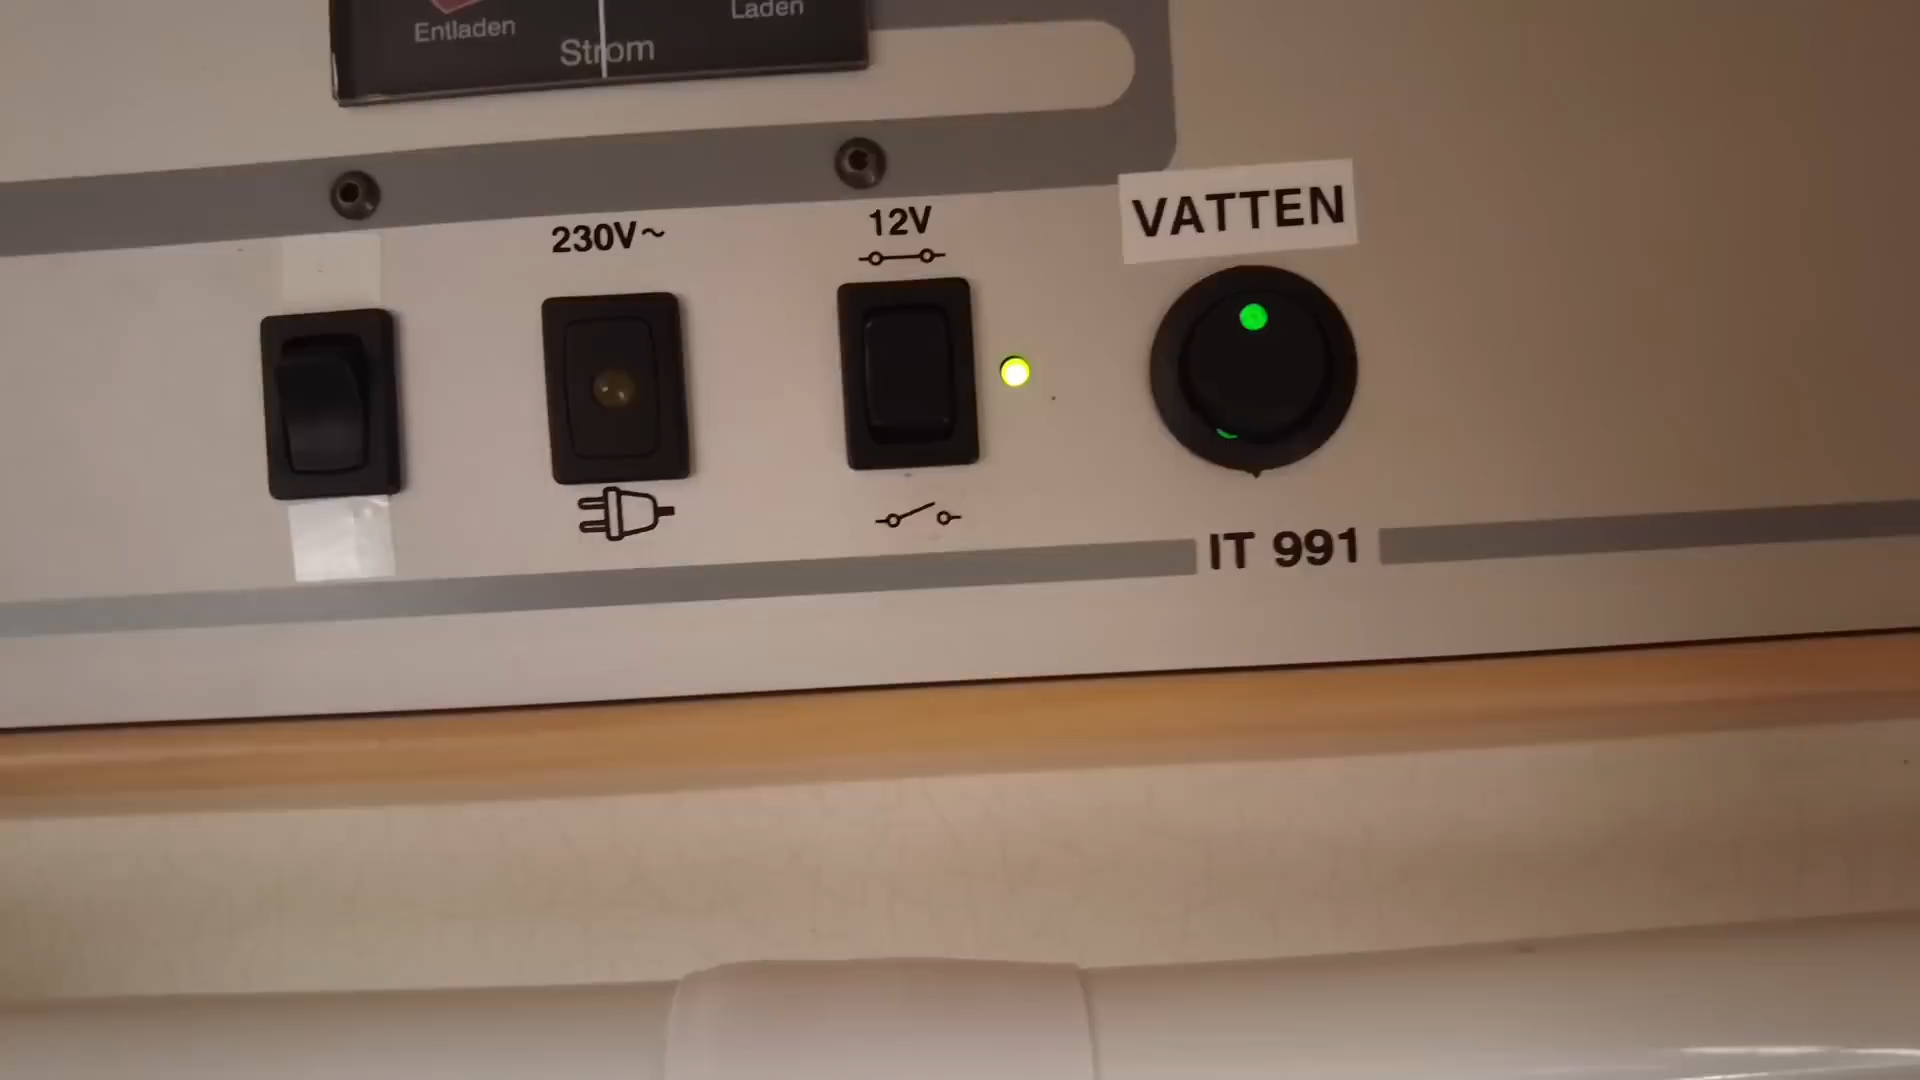 Entladen
Laden
Strom
230V~
12V
VATTEN
IT 991